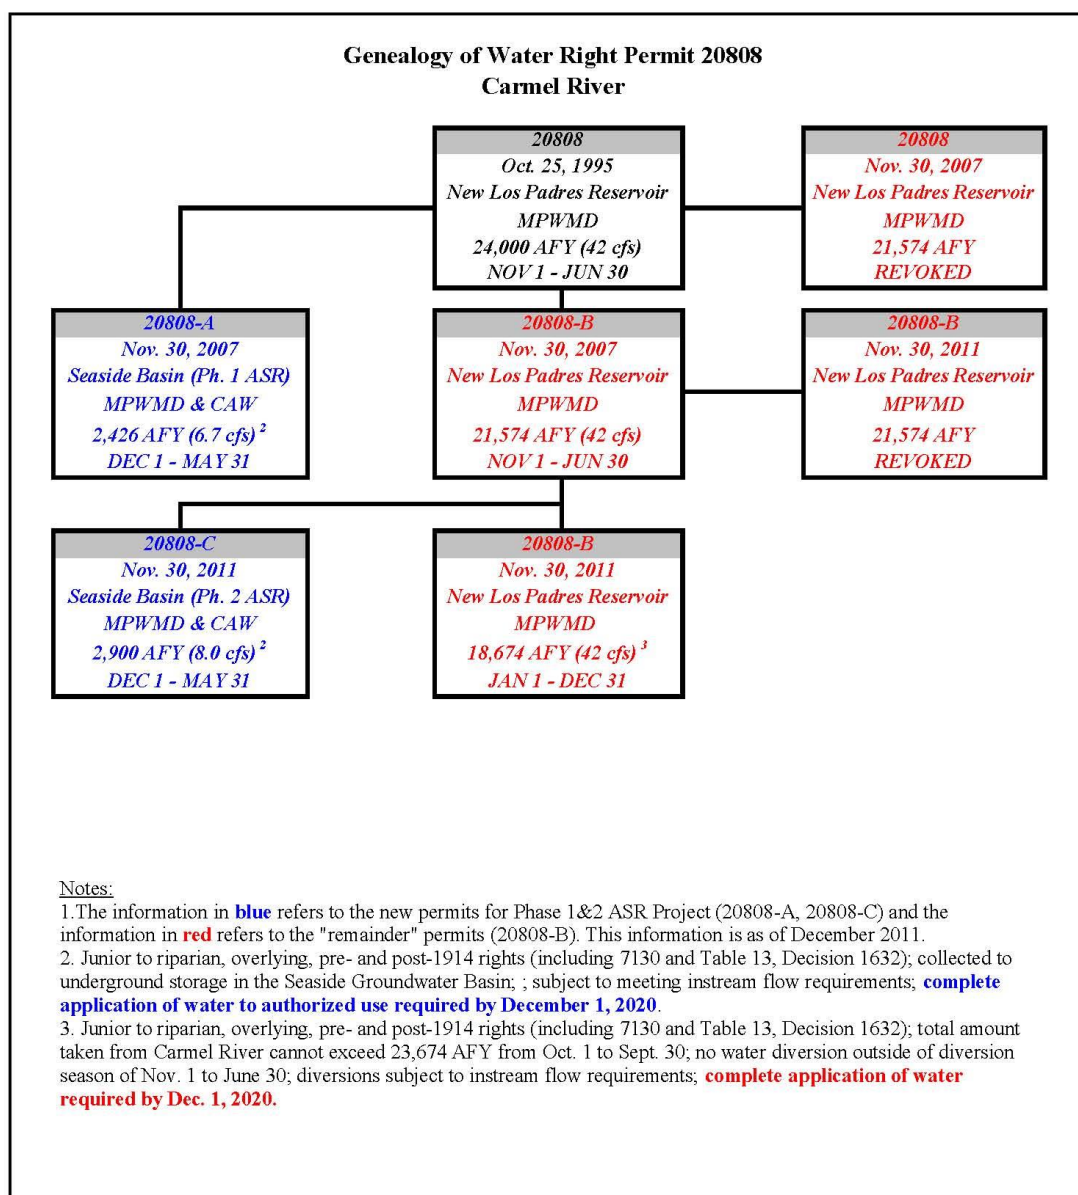 Genealogy of Water Right Permit 20808
Carmel River
20808
Oct. 25, 1995
New Los Padres Reservoir
MPWMD
24,000 AFY (42 cfs)
NOV 1 - JUN 30
20808
Nov. 30, 2007
New Los Padres Reservoir
MPWMD
21,574 AFY
REVOKED
20808-A
Nov. 30, 2007
Seaside Basin (Ph. 1 ASR)
MPWMD & CAW
2,426 AFY (6.7 cfs) 2
DEC 1 - MAY 31
20808-B
Nov. 30, 2007
New Los Padres Reservoir
MPWMD
21,574 AFY (42 cfs)
NOV 1 - JUN 30
20808-B
Nov. 30, 2011
New Los Padres Reservoir
MPWMD
21,574 AFY
REVOKED
20808-C
Nov. 30, 2011
Seaside Basin (Ph. 2 ASR)
MPWMD & CAW
2,900 AFY (8.0 cfs) 2
DEC 1 - MAY 31
20808-B
Nov. 30, 2011
New Los Padres Reservoir
MPWMD
18,674 AFY (42 cfs) 3
JAN 1 - DEC 31
Notes:
1.The information in blue refers to the new permits for Phase 1&2 ASR Project (20808-A, 20808-C) and the
information in red refers to the "remainder" permits (20808-B). This information is as of December 2011.
2. Junior to riparian, overlying, pre- and post-1914 rights (including 7130 and Table 13, Decision 1632); collected to
underground storage in the Seaside Groundwater Basin; ; subject to meeting instream flow requirements; complete
application of water to authorized use required by December 1, 2020.
3. Junior to riparian, overlying, pre- and post-1914 rights (including 7130 and Table 13, Decision 1632); total amount
taken from Carmel River cannot exceed 23,674 AFY from Oct. 1 to Sept. 30; no water diversion outside of diversion
season of Nov. 1 to June 30; diversions subject to instream flow requirements; complete application of water
required by Dec. 1, 2020.